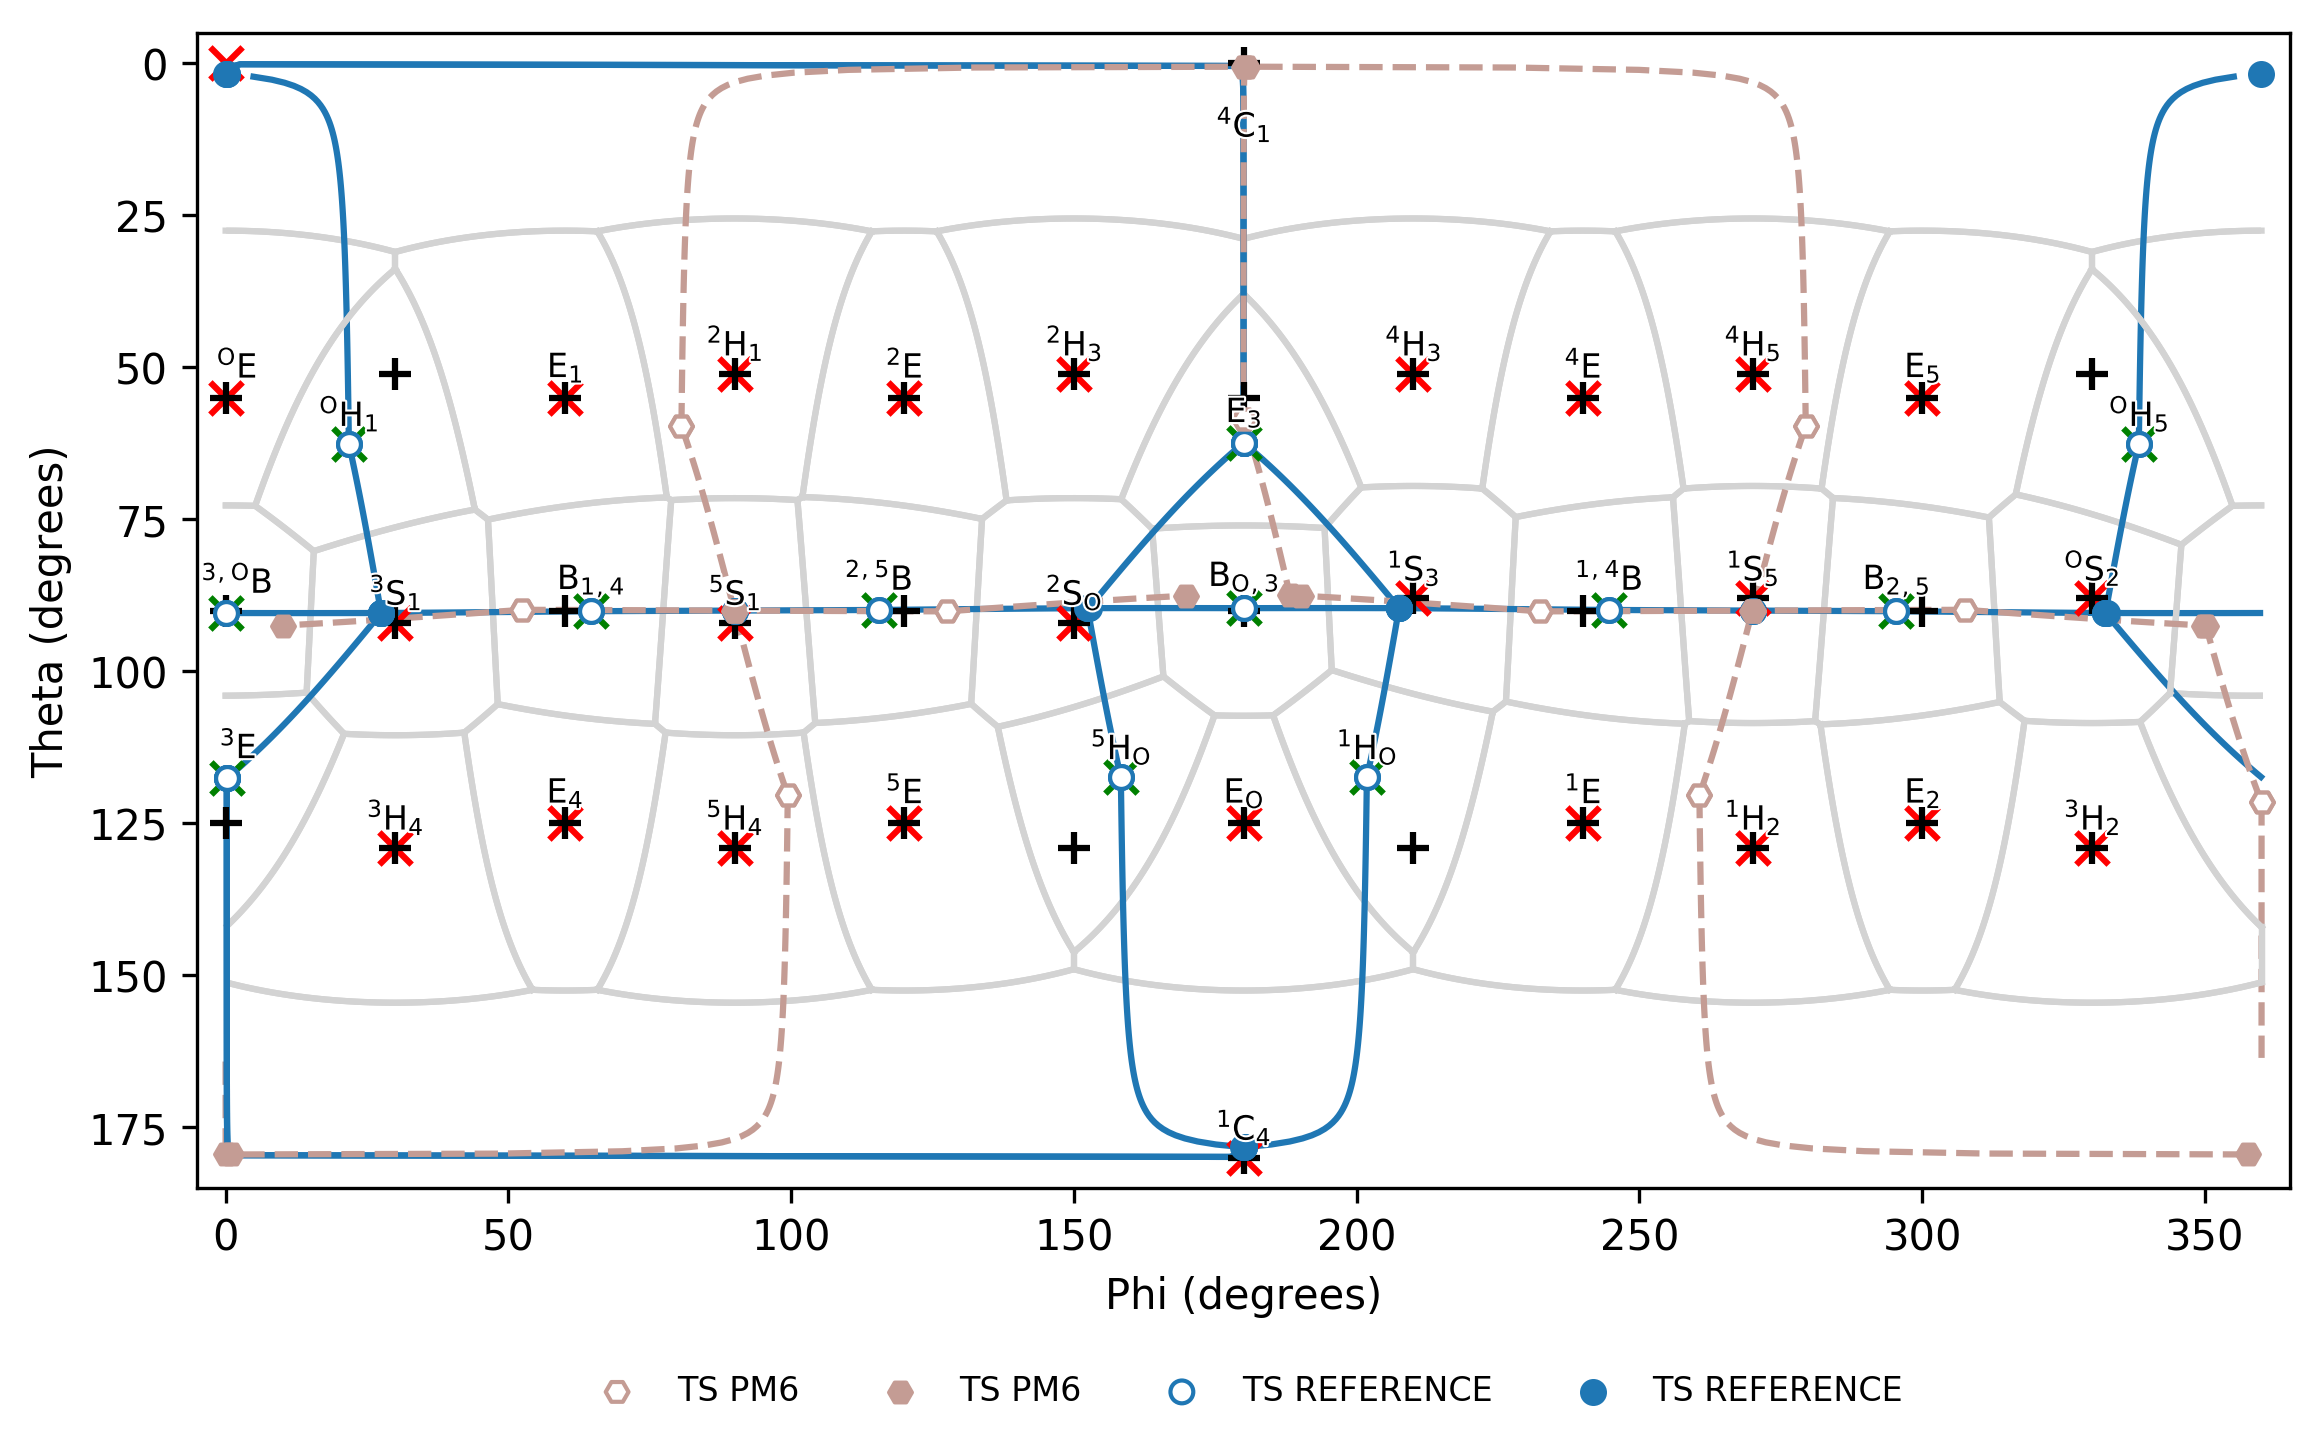 0
⁴C₁
25
²H₁ ²H₃ ⁴H₃ ⁴H₅
ᴼE E₁ ²E ⁴E E₅
50
ᴼH₁ E₃ ᴼH₅
75
³,ᴼB ³S₁ B₁,₄ ⁵S₁ ²,⁵B ²Sₒ Bₒ,₃ ¹S₃ ¹,⁴B ¹S₅ B₂,₅ ᴼS₂
100
³E ⁵Hₒ ¹Hₒ
E₄ ⁵E Eₒ ¹E E₂
³H₄ ⁵H₄ ¹H₂ ³H₂
125
150
¹C₄
175
Theta (degrees)
0 50 100 150 200 250 300 350
Phi (degrees)
TS PM6 TS PM6 TS REFERENCE TS REFERENCE